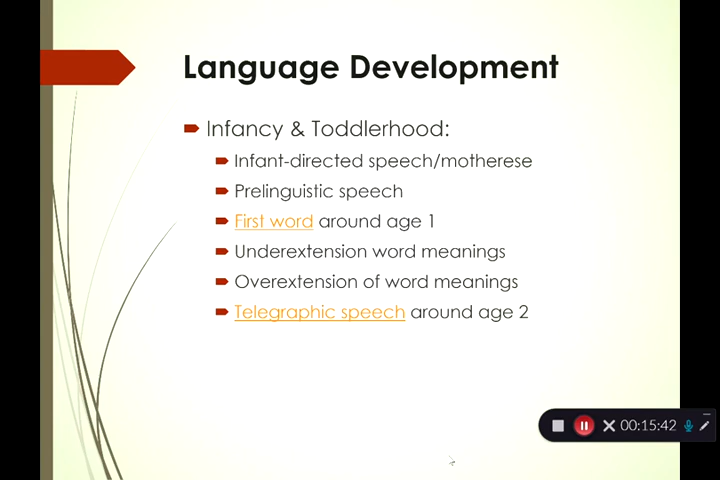 Language Development
Infancy & Toddlerhood:
Infant-directed speech/motherese
Prelinguistic speech
First word around age 1
Underextension word meanings
Overextension of word meanings
Telegraphic speech around age 2
00:15:42